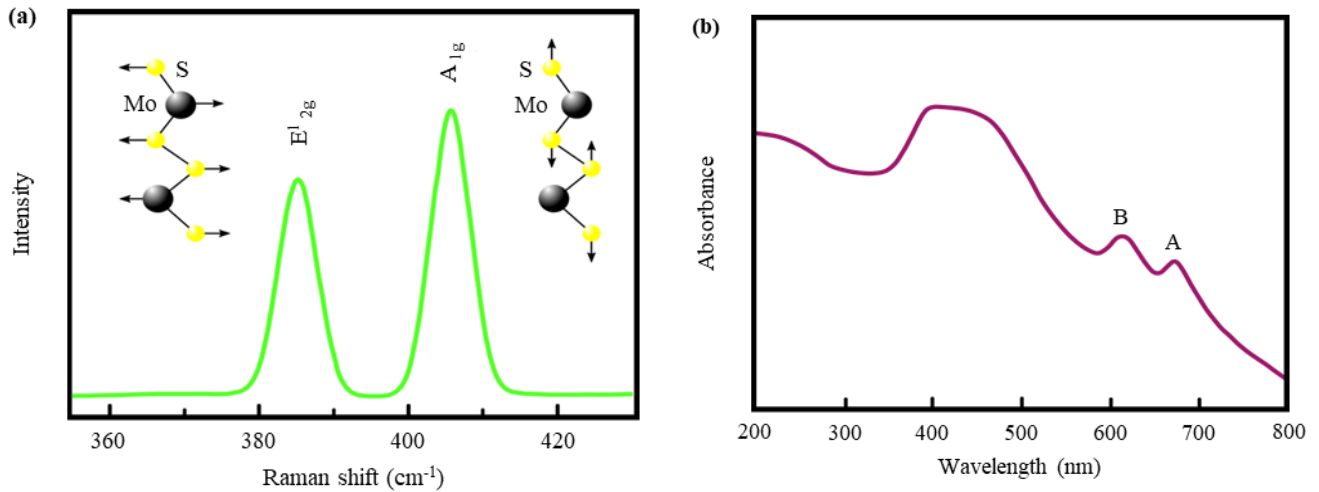 (a)
S
Mo
E¹₂g
A₁g
S
Mo
Intensity
360
380
400
420
Raman shift (cm⁻¹)
(b)
B
A
Absorbance
200
300
400
500
600
700
800
Wavelength (nm)